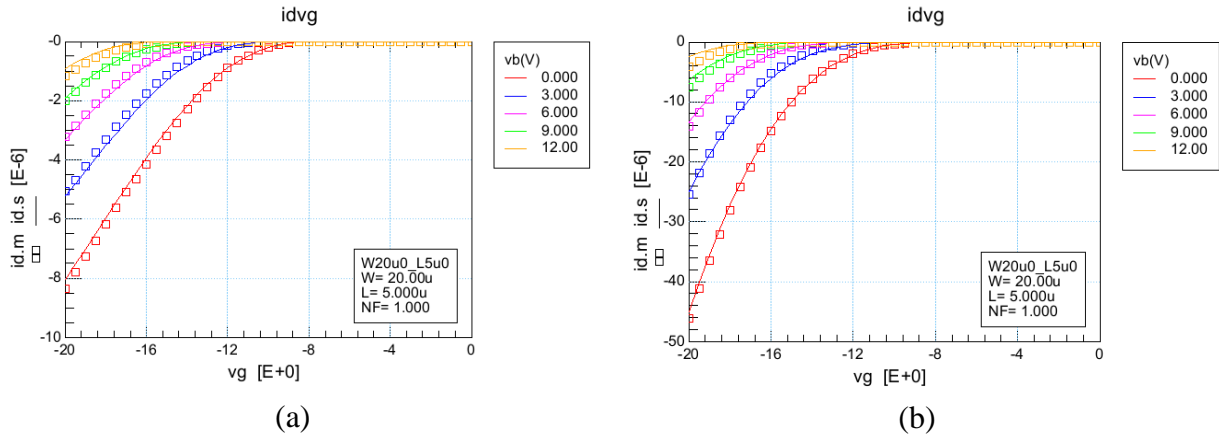 idvg
-0
-2
-4
-6
-8
-10
id.m id.s [E-6]
-20 -16 -12 -8 -4 0
vg [E+0]
vb(V)
0.000
3.000
6.000
9.000
12.00
W20u0_L5u0
W= 20.00u
L= 5.000u
NF= 1.000
(a)
idvg
0
-10
-20
-30
-40
-50
id.m id.s [E-6]
-20 -16 -12 -8 -4 0
vg [E+0]
vb(V)
0.000
3.000
6.000
9.000
12.00
W20u0_L5u0
W= 20.00u
L= 5.000u
NF= 1.000
(b)